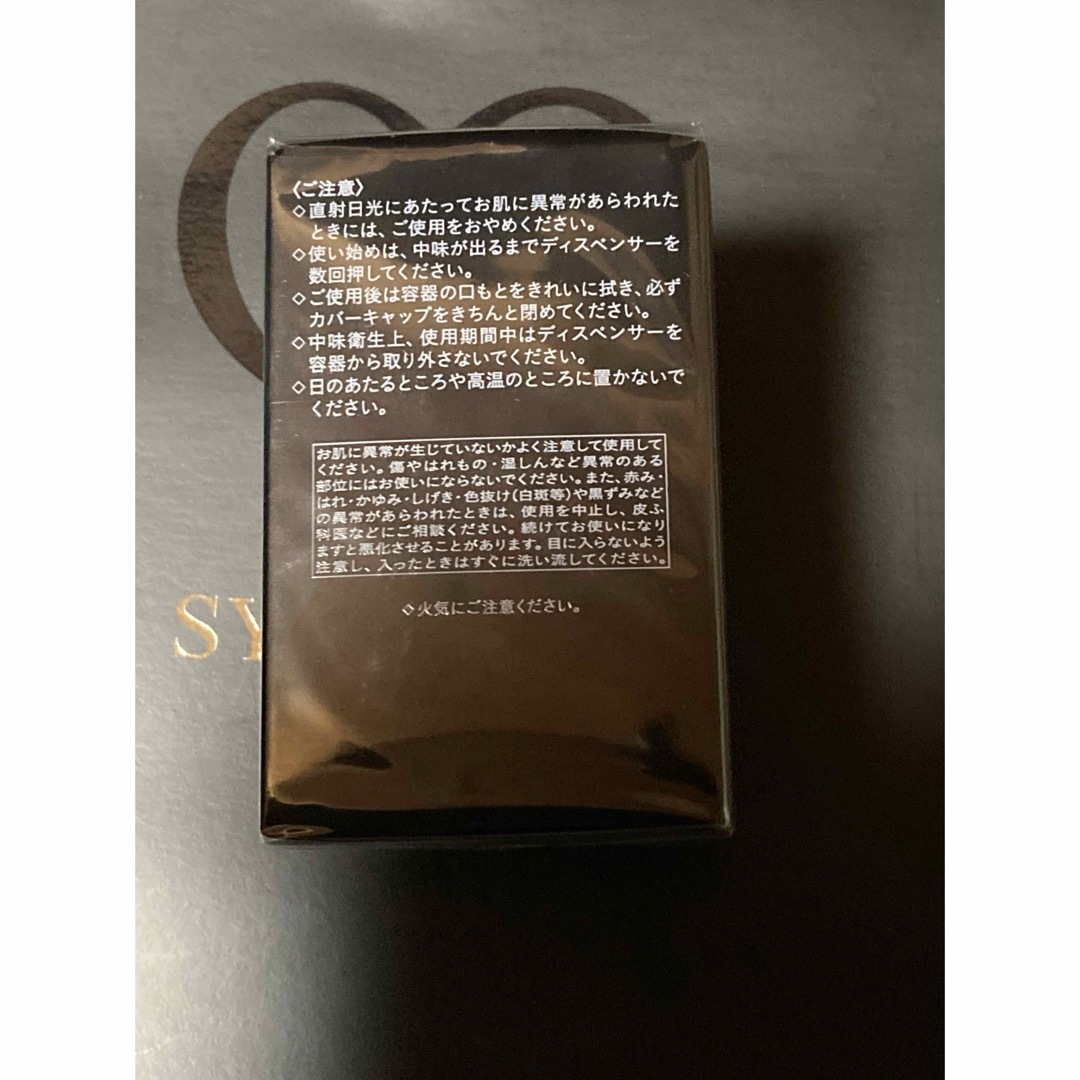 〈ご注意〉
◇直射日光にあたってお肌に異常があらわれた
ときには、ご使用をおやめください。
◇使い始めは、中味が出るまでディスペンサーを
数回押してください。
◇ご使用後は容器の口もとをきれいに拭き、必ず
カバーキャップをきちんと閉めてください。
◇中味衛生上、使用期間中はディスペンサーを
容器から取り外さないでください。
◇日のあたるところや高温のところに置かないで
ください。
お肌に異常が生じていないかよく注意して使用して
ください。傷やはれもの・湿しんなど異常のある
部位にはお使いにならないでください。また、赤み・
はれ・かゆみ・しげき・色抜け(白斑等)や黒ずみなど
の異常があらわれたときは、使用を中止し、皮ふ
科医などにご相談ください。続けてお使いになり
ますと悪化させることがあります。目に入らないよう
注意し、入ったときはすぐに洗い流してください。
◇火気にご注意ください。
SY